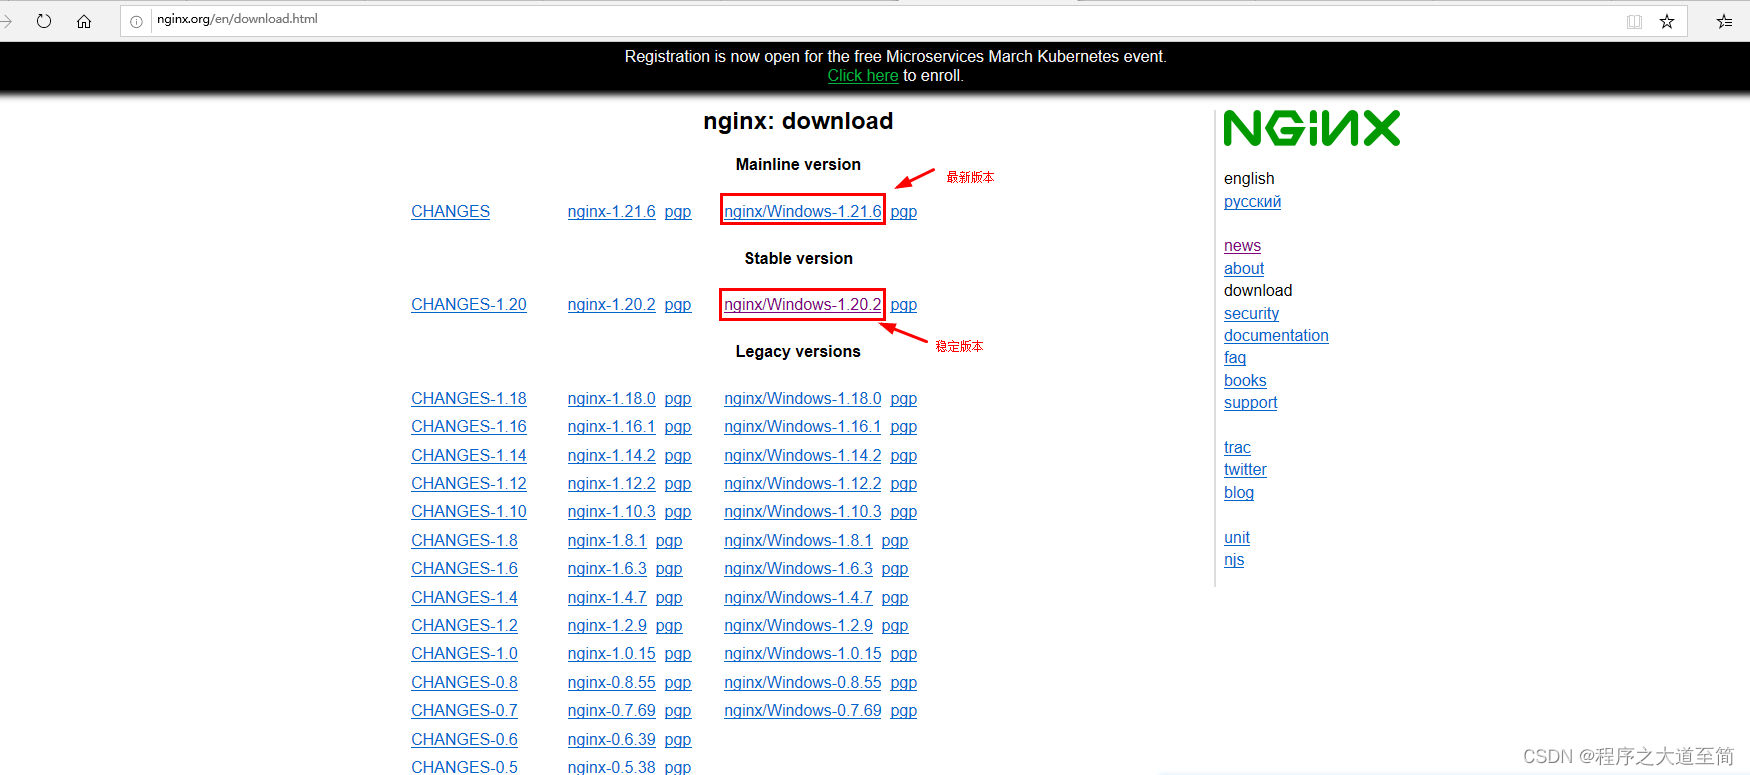 nginx.org/en/download.html
Registration is now open for the free Microservices March Kubernetes event.
Click here to enroll.
nginx: download
Mainline version
最新版本
CHANGES nginx-1.21.6 pgp nginx/Windows-1.21.6 pgp
Stable version
CHANGES-1.20 nginx-1.20.2 pgp nginx/Windows-1.20.2 pgp
稳定版本
Legacy versions
CHANGES-1.18 nginx-1.18.0 pgp nginx/Windows-1.18.0 pgp
CHANGES-1.16 nginx-1.16.1 pgp nginx/Windows-1.16.1 pgp
CHANGES-1.14 nginx-1.14.2 pgp nginx/Windows-1.14.2 pgp
CHANGES-1.12 nginx-1.12.2 pgp nginx/Windows-1.12.2 pgp
CHANGES-1.10 nginx-1.10.3 pgp nginx/Windows-1.10.3 pgp
CHANGES-1.8 nginx-1.8.1 pgp nginx/Windows-1.8.1 pgp
CHANGES-1.6 nginx-1.6.3 pgp nginx/Windows-1.6.3 pgp
CHANGES-1.4 nginx-1.4.7 pgp nginx/Windows-1.4.7 pgp
CHANGES-1.2 nginx-1.2.9 pgp nginx/Windows-1.2.9 pgp
CHANGES-1.0 nginx-1.0.15 pgp nginx/Windows-1.0.15 pgp
CHANGES-0.8 nginx-0.8.55 pgp nginx/Windows-0.8.55 pgp
CHANGES-0.7 nginx-0.7.69 pgp nginx/Windows-0.7.69 pgp
CHANGES-0.6 nginx-0.6.39 pgp
CHANGES-0.5 nginx-0.5.38 pgp
NGINX
english
русский
news
about
download
security
documentation
faq
books
support
trac
twitter
blog
unit
njs
CSDN @程序之大道至简